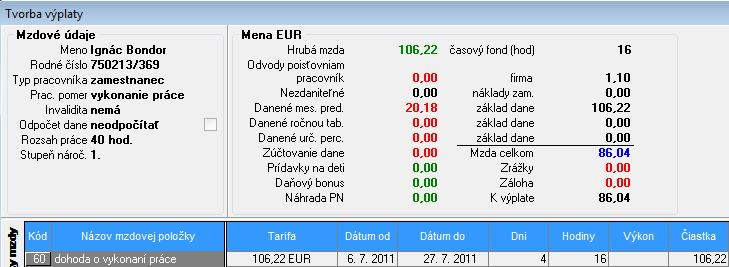 Tvorba výplaty
Mzdové údaje
Meno Ignác Bondor
Rodné číslo 750213/369
Typ pracovníka zamestnanec
Prac. pomer vykonanie práce
Invalidita nemá
Odpočet dane neodpočítať
Rozsah práce 40 hod.
Stupeň nároč. 1.
Mena EUR
Hrubá mzda 106,22 časový fond (hod) 16
Odvody poisťovniam
pracovník 0,00 firma 1,10
Nezdaniteľné 0,00 náklady zam. 0,00
Danené mes. pred. 20,18 základ dane 106,22
Danené ročnou tab. 0,00 základ dane 0,00
Danené urč. perc. 0,00 základ dane 0,00
Zúčtovanie dane 0,00 Mzda celkom 86,04
Prídavky na deti 0,00 Zrážky 0,00
Daňový bonus 0,00 Záloha 0,00
Náhrada PN 0,00 K výplate 86,04
Kód Názov mzdovej položky Tarifa Dátum od Dátum do Dní Hodiny Výkon Čiastka
60 dohoda o vykonaní práce 106,22 EUR 6. 7. 2011 27. 7. 2011 4 16 106,22